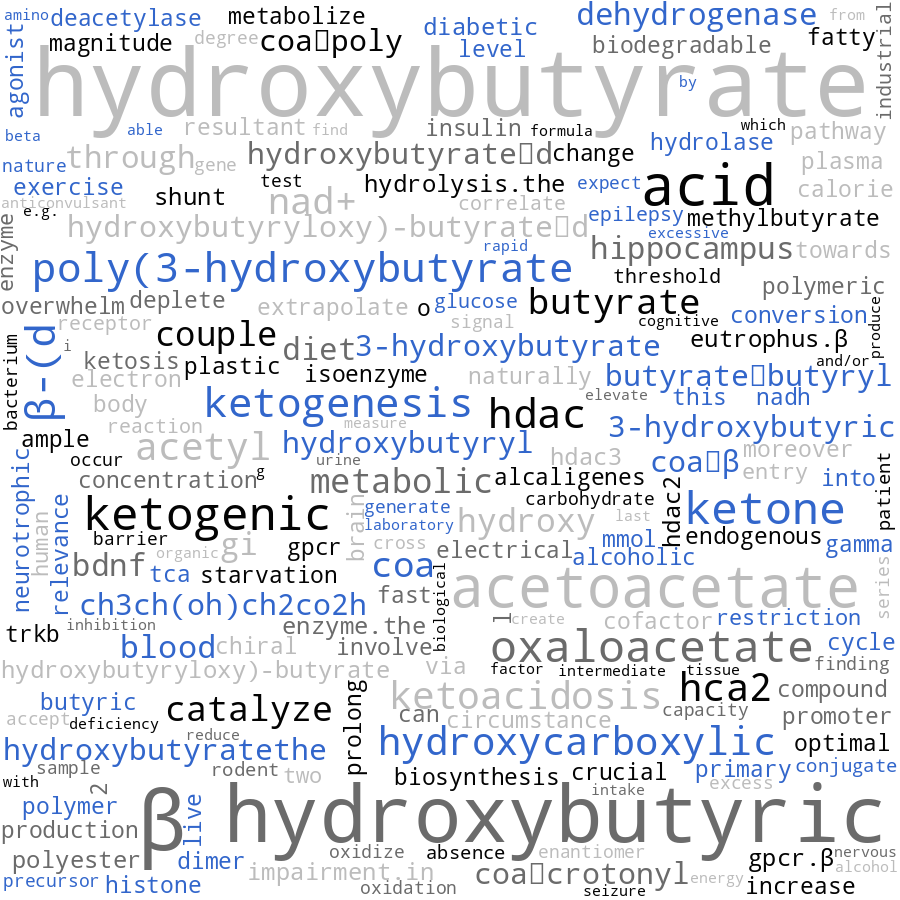 amino deacetylase metabolize diabetic dehydrogenase from
magnitude degree coa▯poly level biodegradable fatty
agonist hydroxybutyrate industrial
by
beta able resultant find insulin formula which pathway
nature through gene hydroxybutyrate▯d change hydrolase plasma
exercise shunt test nad+ hydrolysis.the expect acid calorie
anticonvulsant e.g. correlate
enzyme hydroxybutyryloxy)-butyrate▯d epilepsy methylbutyrate
excessive
rapid hippocampus towards
poly(3-hydroxybutyrate threshold
overwhelm deplete extrapolate o glucose butyrate polymeric
receptor signal cognitive conversion produce
β-(d i couple diet 3-hydroxybutyrate eutrophus.β
bacterium ketosis plastic isoenzyme naturally and/or
electron elevate butyrate▯butyryl
body ketogenesis hdac this nadh
reaction measure 3-hydroxybutyric
ample acetyl hydroxybutyryl hdac3 moreover
occur urine coa▯β entry
concentration g metabolic alcaligenes into
neurotrophic relevance human ketogenic brain generate carbohydrate hdac2 ketone patient
laboratory hydroxy last
barrier organic gi gpcr cross electrical mmol endogenous
bdnf tca starvation coa alcoholic gamma
ch3ch(oh)ch2co2h fast biological acetoacetate series
trkb inhibition enzyme.the l create cofactor restriction
blood chiral involve oxaloacetate cycle
hydroxybutyryloxy)-butyrate via factor intermediate tissue finding
butyric catalyze prolong ketoacidosis hca2 compound
accept deficiency can circumstance capacity promoter
reduce
hydroxybutyratethe hydroxycarboxylic optimal
sample rodent two biosynthesis crucial primary conjugate
with 2 intake excess
polymer β live hydroxybutyric
production
polyester dimer oxidize absence enantiomer gpcr.β nervous
alcohol
precursor histone impairment.in oxidation coa▯crotonyl seizure energy increase